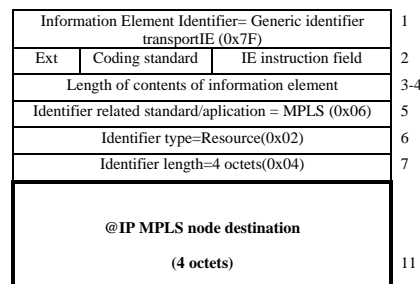 Information Element Identifier= Generic identifier 1
transportIE (0x7F)
Ext Coding standard IE instruction field 2
Length of contents of information element 3-4
Identifier related standard/aplication = MPLS (0x06) 5
Identifier type=Resource(0x02) 6
Identifier length=4 octets(0x04) 7
@IP MPLS node destination
(4 octets) 11